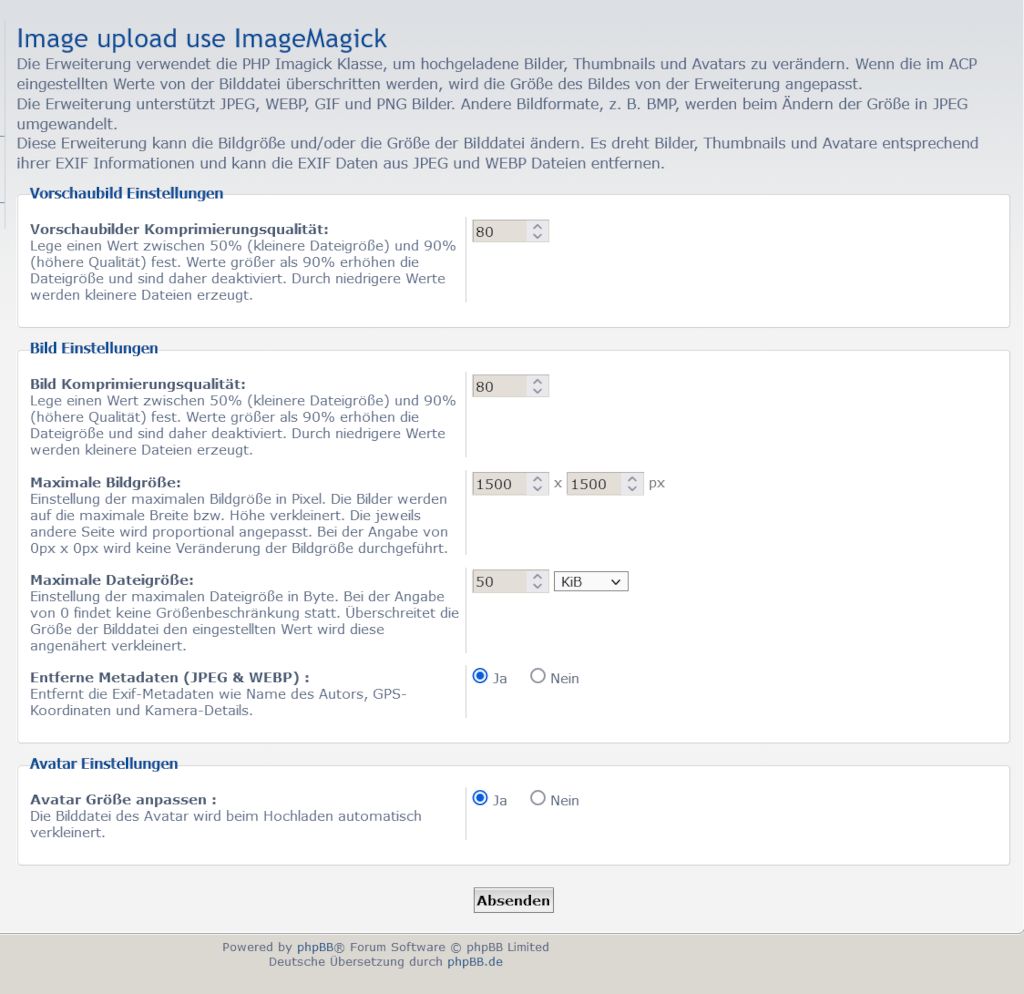 Image upload use ImageMagick
Die Erweiterung verwendet die PHP Imagick Klasse, um hochgeladene Bilder, Thumbnails und Avatars zu verändern. Wenn die im ACP
eingestellten Werte von der Bilddatei überschritten werden, wird die Größe des Bildes von der Erweiterung angepasst.
Die Erweiterung unterstützt JPEG, WEBP, GIF und PNG Bilder. Andere Bildformate, z. B. BMP, werden beim Ändern der Größe in JPEG
umgewandelt.
Diese Erweiterung kann die Bildgröße und/oder die Größe der Bilddatei ändern. Es dreht Bilder, Thumbnails und Avatare entsprechend
ihrer EXIF Informationen und kann die EXIF Daten aus JPEG und WEBP Dateien entfernen.
Vorschaubild Einstellungen
Vorschaubilder Komprimierungsqualität:
80
Lege einen Wert zwischen 50% (kleinere Dateigröße) und 90%
(höhere Qualität) fest. Werte größer als 90% erhöhen die
Dateigröße und sind daher deaktiviert. Durch niedrigere Werte
werden kleinere Dateien erzeugt.
Bild Einstellungen
Bild Komprimierungsqualität:
80
Lege einen Wert zwischen 50% (kleinere Dateigröße) und 90%
(höhere Qualität) fest. Werte größer als 90% erhöhen die
Dateigröße und sind daher deaktiviert. Durch niedrigere Werte
werden kleinere Dateien erzeugt.
Maximale Bildgröße:
1500 x 1500 px
Einstellung der maximalen Bildgröße in Pixel. Die Bilder werden
auf die maximale Breite bzw. Höhe verkleinert. Die jeweils
andere Seite wird proportional angepasst. Bei der Angabe von
0px x 0px wird keine Veränderung der Bildgröße durchgeführt.
Maximale Dateigröße:
50 KiB
Einstellung der maximalen Dateigröße in Byte. Bei der Angabe
von 0 findet keine Größenbeschränkung statt. Überschreitet die
Größe der Bilddatei den eingestellten Wert wird diese
angenähert verkleinert.
Entferne Metadaten (JPEG & WEBP) :
Ja Nein
Entfernt die Exif-Metadaten wie Name des Autors, GPS-
Koordinaten und Kamera-Details.
Avatar Einstellungen
Avatar Größe anpassen :
Ja Nein
Die Bilddatei des Avatar wird beim Hochladen automatisch
verkleinert.
Absenden
Powered by phpBB® Forum Software © phpBB Limited
Deutsche Übersetzung durch phpBB.de